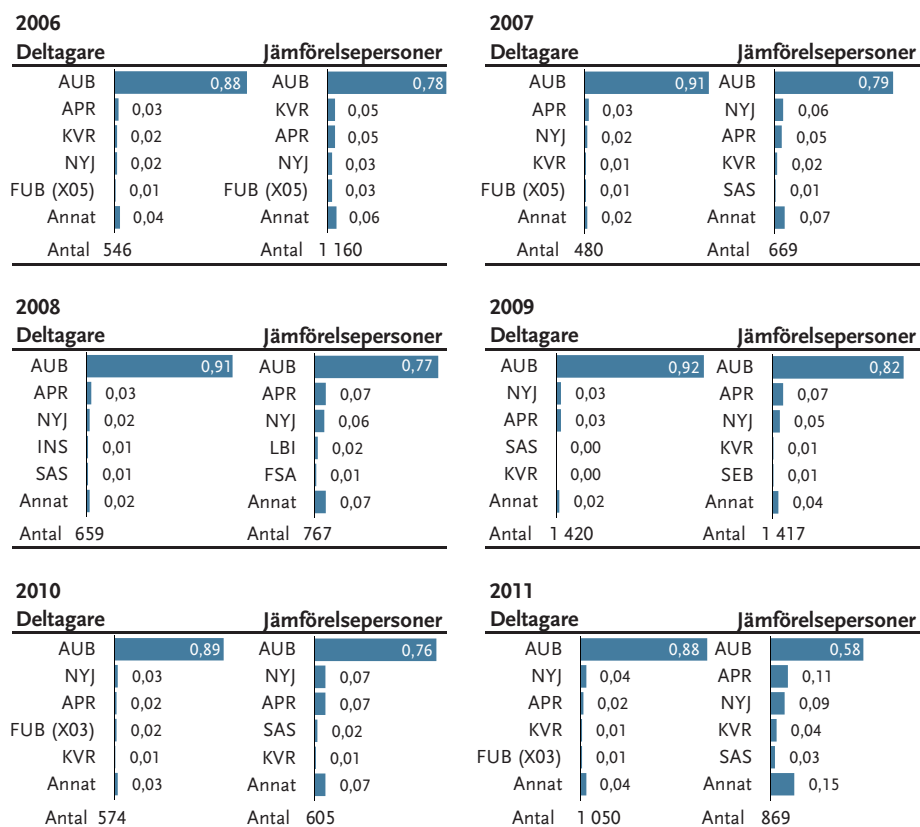 2006
Deltagare Jämförelsepersoner
AUB 0,88 AUB 0,78
APR 0,03 KVR 0,05
KVR 0,02 APR 0,05
NYJ 0,02 NYJ 0,03
FUB (X05) 0,01 FUB (X05) 0,03
Annat 0,04 Annat 0,06
Antal 546 Antal 1 160
2007
Deltagare Jämförelsepersoner
AUB 0,91 AUB 0,79
APR 0,03 NYJ 0,06
NYJ 0,02 APR 0,05
KVR 0,01 KVR 0,02
FUB (X05) 0,01 SAS 0,01
Annat 0,02 Annat 0,07
Antal 480 Antal 669
2008
Deltagare Jämförelsepersoner
AUB 0,91 AUB 0,77
APR 0,03 APR 0,07
NYJ 0,02 NYJ 0,06
INS 0,01 LBI 0,02
SAS 0,01 FSA 0,01
Annat 0,02 Annat 0,07
Antal 659 Antal 767
2009
Deltagare Jämförelsepersoner
AUB 0,92 AUB 0,82
NYJ 0,03 APR 0,07
APR 0,03 NYJ 0,05
SAS 0,00 KVR 0,01
KVR 0,00 SEB 0,01
Annat 0,02 Annat 0,04
Antal 1 420 Antal 1 417
2010
Deltagare Jämförelsepersoner
AUB 0,89 AUB 0,76
NYJ 0,03 NYJ 0,07
APR 0,02 APR 0,07
FUB (X03) 0,02 SAS 0,02
KVR 0,01 KVR 0,01
Annat 0,03 Annat 0,07
Antal 574 Antal 605
2011
Deltagare Jämförelsepersoner
AUB 0,88 AUB 0,58
NYJ 0,04 APR 0,11
APR 0,02 NYJ 0,09
KVR 0,01 KVR 0,04
FUB (X03) 0,01 SAS 0,03
Annat 0,04 Annat 0,15
Antal 1 050 Antal 869